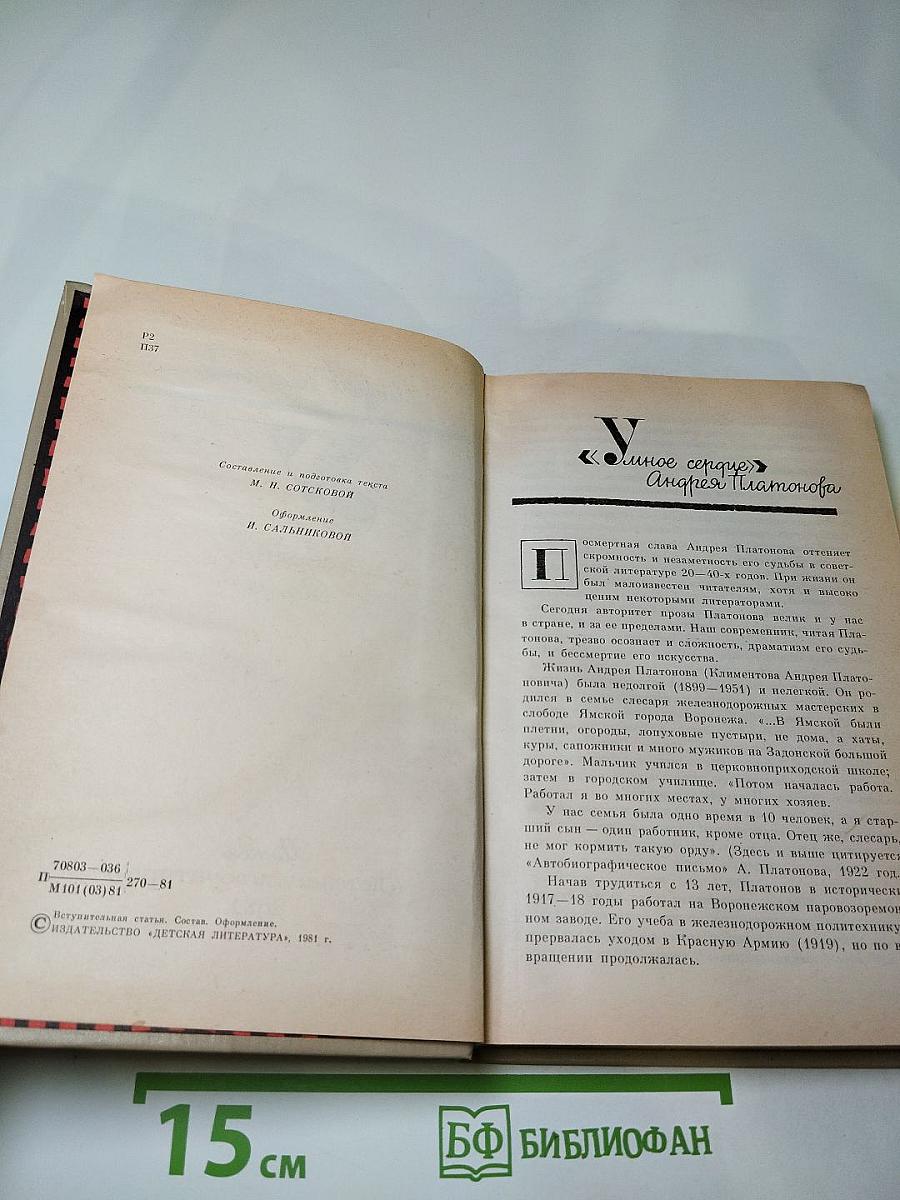 Р2
П37
Составление и подготовка текста
М. Н. СОТСКОВОЙ
Оформление
И. САЛЬНИКОВОЙ
П 70803—036 / М101(03)81 270—81
© Вступительная статья. Состав. Оформление.
ИЗДАТЕЛЬСТВО «ДЕТСКАЯ ЛИТЕРАТУРА», 1981 г.
«Умное сердце»
Андрея Платонова
Посмертная слава Андрея Платонова оттеняет
скромность и незаметность его судьбы в совет-
ской литературе 20—40-х годов. При жизни он
был малоизвестен читателям, хотя и высоко
ценим некоторыми литераторами.
Сегодня авторитет прозы Платонова велик и у нас
в стране, и за ее пределами. Наш современник, читая Пла-
тонова, трезво осознает и сложность, драматизм его судь-
бы, и бессмертие его искусства.
Жизнь Андрея Платонова (Климентова Андрея Плато-
новича) была недолгой (1899—1951) и нелегкой. Он ро-
дился в семье слесаря железнодорожных мастерских в
слободе Ямской города Воронежа. «...В Ямской были
плетни, огороды, лопуховые пустыри, не дома, а хаты,
куры, сапожники и много мужиков на Задонской большой
дороге». Мальчик учился в церковноприходской школе;
затем в городском училище. «Потом началась работа.
Работал я во многих местах, у многих хозяев.
У нас семья была одно время в 10 человек, а я стар-
ший сын — один работник, кроме отца. Отец же, слесарь,
не мог кормить такую орду». (Здесь и выше цитируется
«Автобиографическое письмо» А. Платонова, 1922 год.
Начав трудиться с 13 лет, Платонов в исторически
1917—18 годы работал на Воронежском паровозоремон
ном заводе. Его учеба в железнодорожном политехнику
прервалась уходом в Красную Армию (1919), но по в
вращении продолжалась.
15 см
БФ БИБЛИОФАН